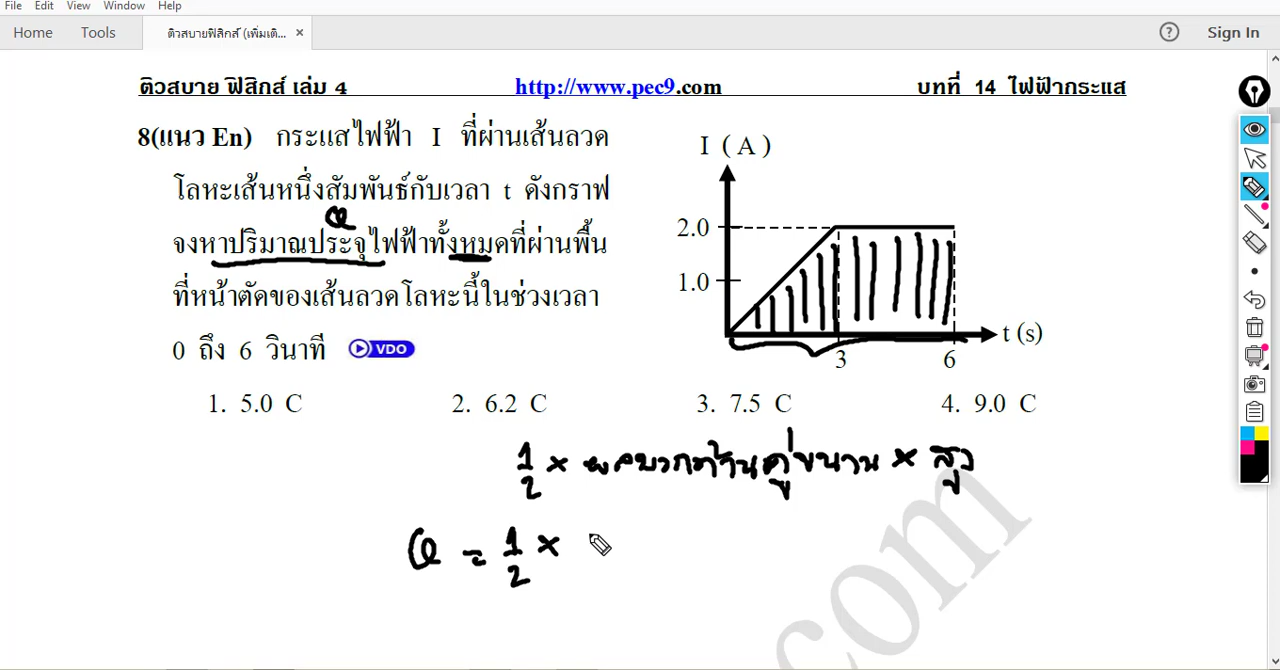 File Edit View Window Help
Home Tools ติวสบายฟิสิกส์ (เพิ่มเติ... × ? Sign In
ติวสบาย ฟิสิกส์ เล่ม 4 http://www.pec9.com บทที่ 14 ไฟฟ้ากระแส
8(แนว En) กระแสไฟฟ้า I ที่ผ่านเส้นลวด
โลหะเส้นหนึ่งสัมพันธ์กับเวลา t ดังกราฟ
Q
จงหาปริมาณประจุไฟฟ้าทั้งหมดที่ผ่านพื้น
ที่หน้าตัดของเส้นลวดโลหะนี้ในช่วงเวลา
0 ถึง 6 วินาที VDO
I (A)
2.0
1.0
t (s)
3 6
1. 5.0 C 2. 6.2 C 3. 7.5 C 4. 9.0 C
1/2 × ผลบวกด้านคู่ขนาน × สูง
Q = 1/2 ×
com